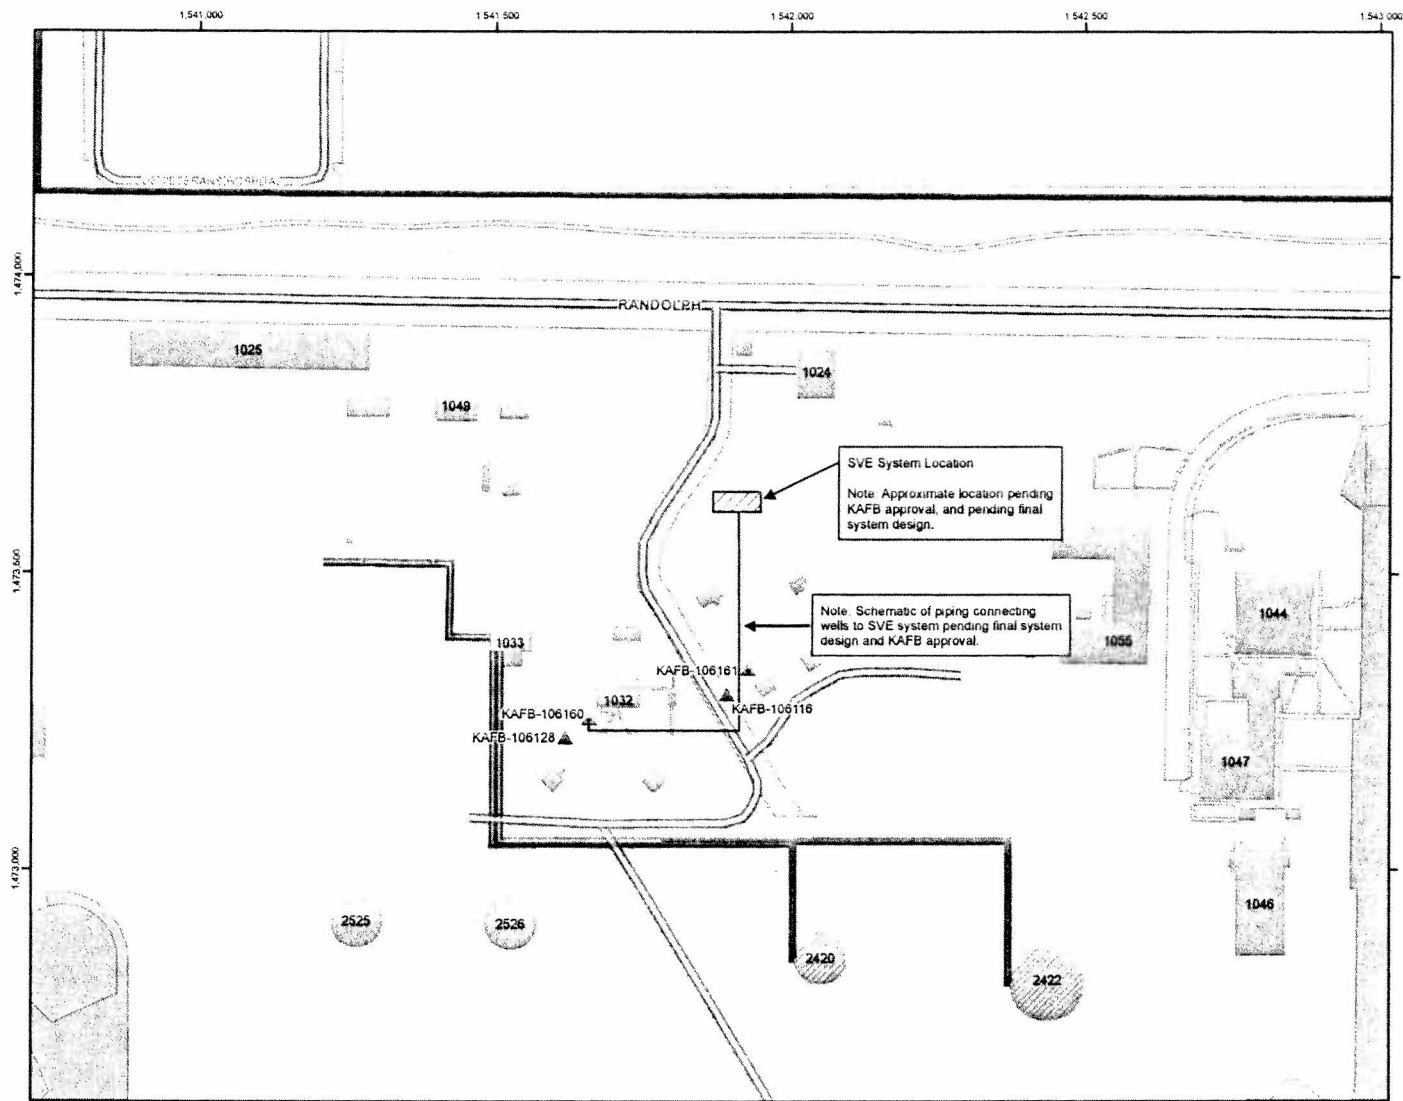 1,541,000
1,541,500
1,542,000
1,542,500
1,543,000
1,474,000
RANDOLPH
1025
1024
1049
SVE System Location
Note. Approximate location pending
KAFB approval, and pending final
system design.
1,473,500
Note. Schematic of piping connecting
wells to SVE system pending final system
design and KAFB approval.
1044
1055
1033
KAFB-106161
1032
KAFB-106116
KAFB-106160
KAFB-106128
1047
1,473,000
1046
2525
2526
2420
2422